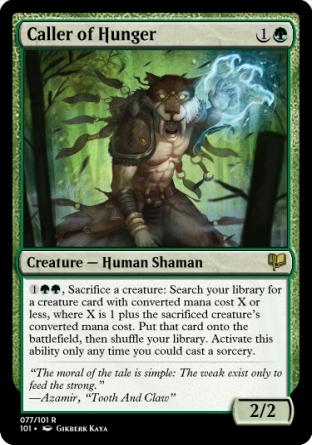 Caller of Hunger 1
Creature — Human Shaman
1, Sacrifice a creature: Search your library for
a creature card with converted mana cost X or
less, where X is 1 plus the sacrificed creature's
converted mana cost. Put that card onto the
battlefield, then shuffle your library. Activate this
ability only any time you could cast a sorcery.
“The moral of the tale is simple: The weak exist only to
feed the strong.”
—Azamir, “Tooth And Claw”
2/2
077/101 R
101 • Gikberk Kaya